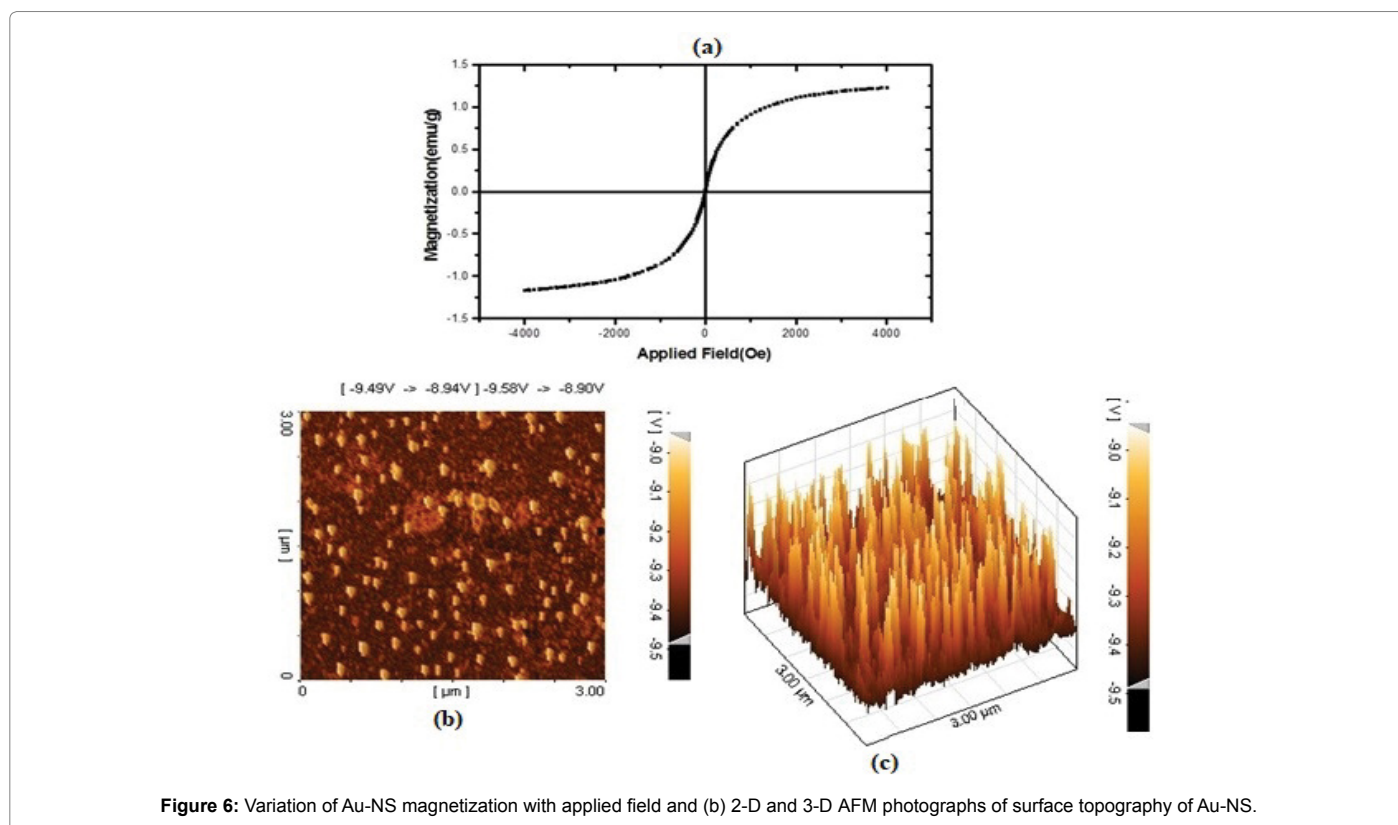 (a)
1.5
1.0
0.5
0.0
-0.5
-1.0
-1.5
Magnetization(emu/g)
-4000 -2000 0 2000 4000
Applied Field(Oe)
[ -9.49V -> -8.94V ] -9.58V -> -8.90V
3.00
[ µm ]
0
0 [ µm ] 3.00
[ V ]
-9.0
-9.1
-9.2
-9.3
-9.4
-9.5
(b)
3.00 µm
3.00 µm
[ V ]
-9.0
-9.1
-9.2
-9.3
-9.4
-9.5
(c)
Figure 6: Variation of Au-NS magnetization with applied field and (b) 2-D and 3-D AFM photographs of surface topography of Au-NS.